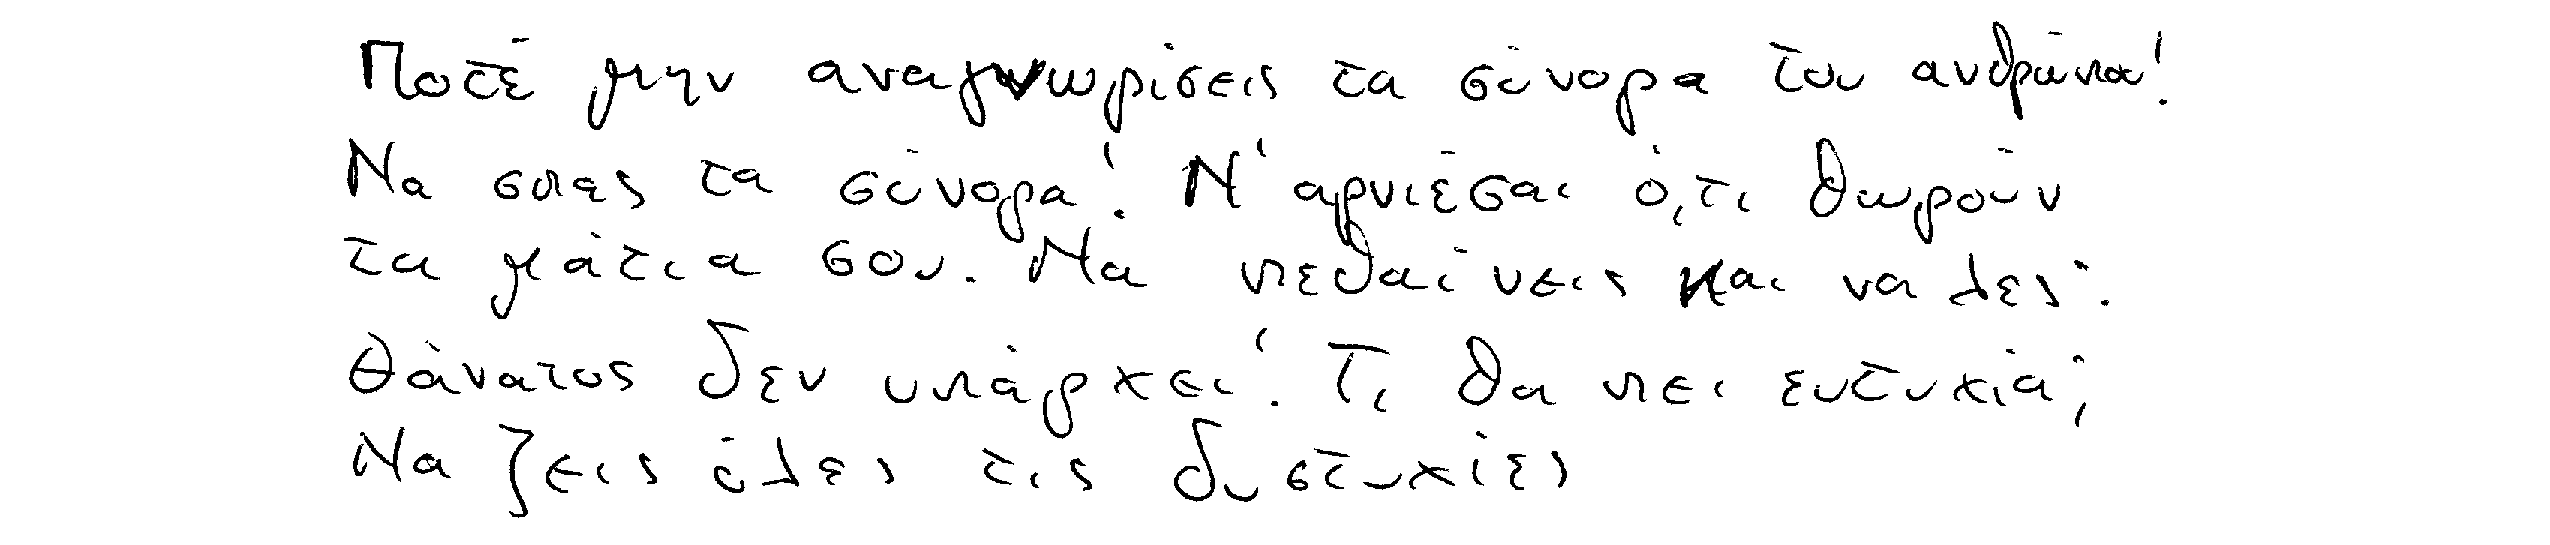 Ποτέ μην αναγνωρίσεις τα σύνορα του ανθρώπου!
Να σπας τα σύνορα! Ν' αρνιέσαι ό,τι θωρούν
τα μάτια σου. Να πεθαίνεις και να λες:
Θάνατος δεν υπάρχει! Τι θα πει ευτυχία;
Να ζεις όλες τις δυστυχίες